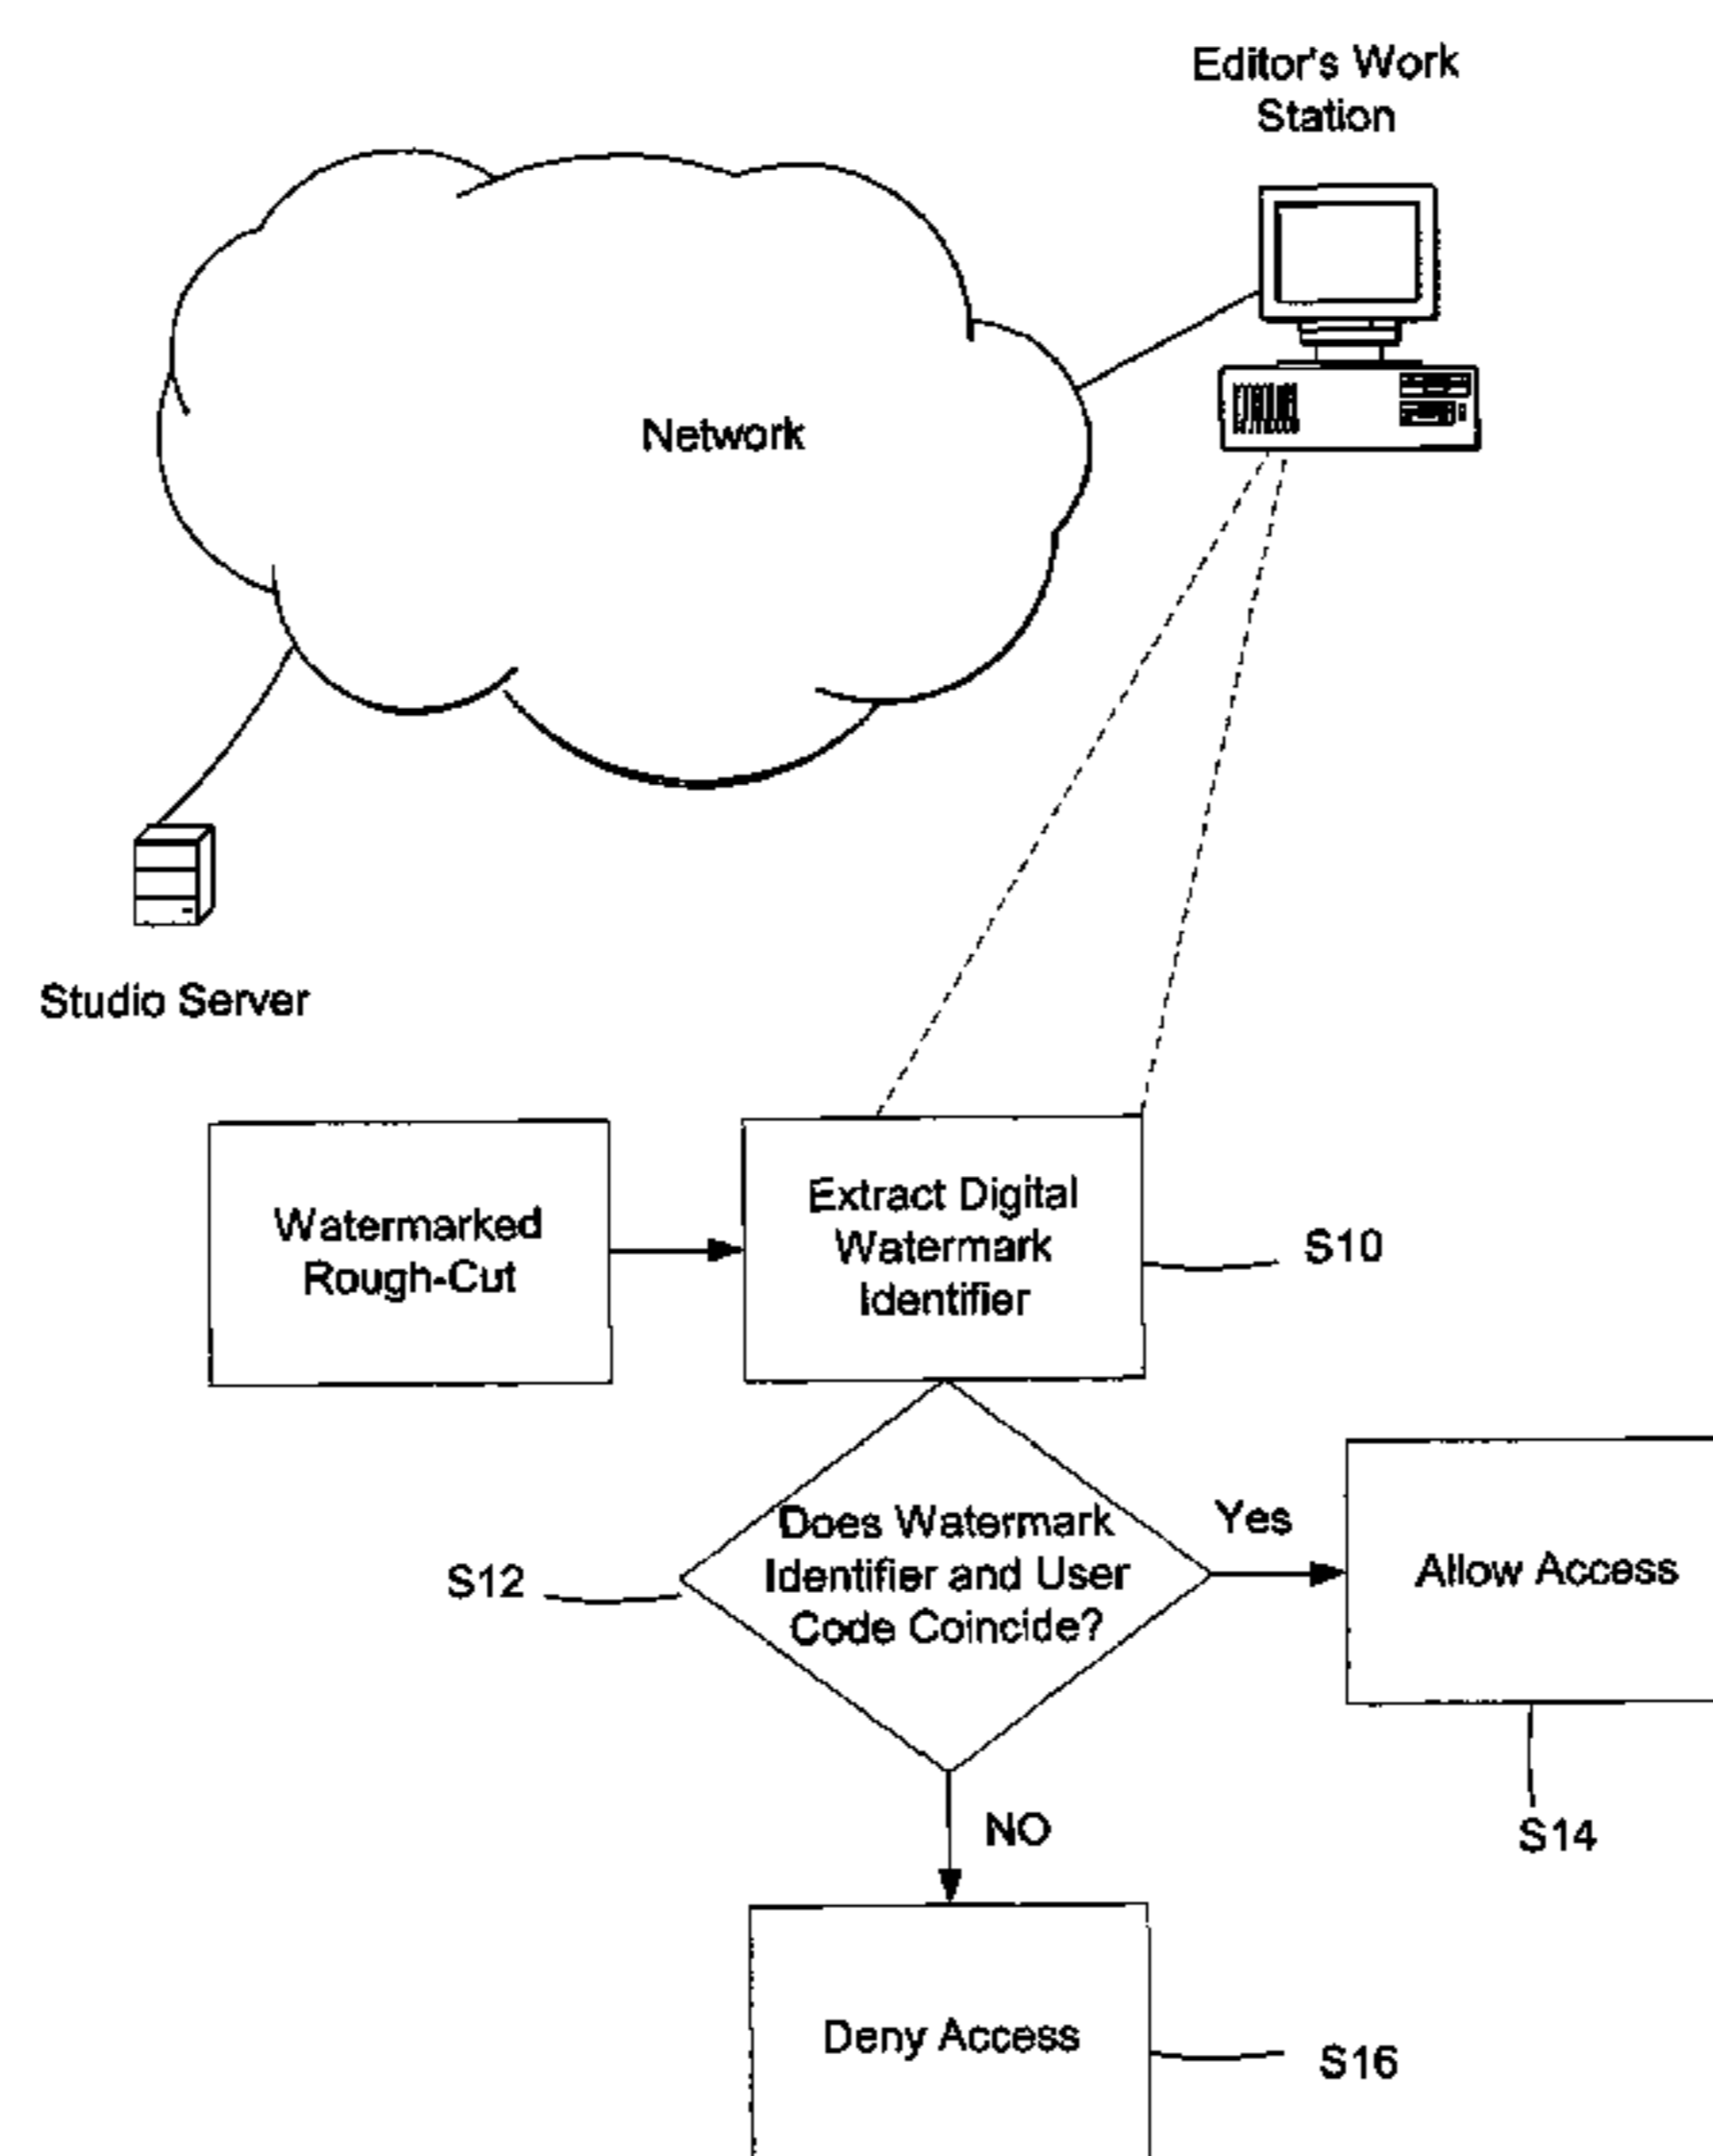 Editor's Work
Station
Network
Studio Server
Watermarked
Rough-Cut
Extract Digital
Watermark
Identifier
S10
Does Watermark
Identifier and User
Code Coincide?
S12
Yes
Allow Access
S14
NO
Deny Access
S16